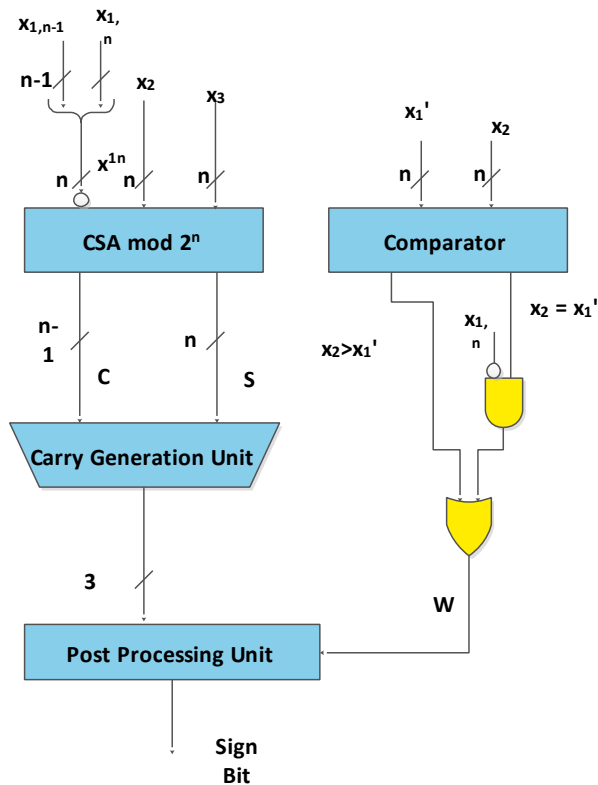 x1,n-1
x1,
n
n-1
x2
x3
x1'
x2
n
x1n
n
n
n
n
CSA mod 2n
Comparator
n-
1
n
C
S
x2>x1'
x1,
n
x2 = x1'
Carry Generation Unit
3
W
Post Processing Unit
Sign
Bit